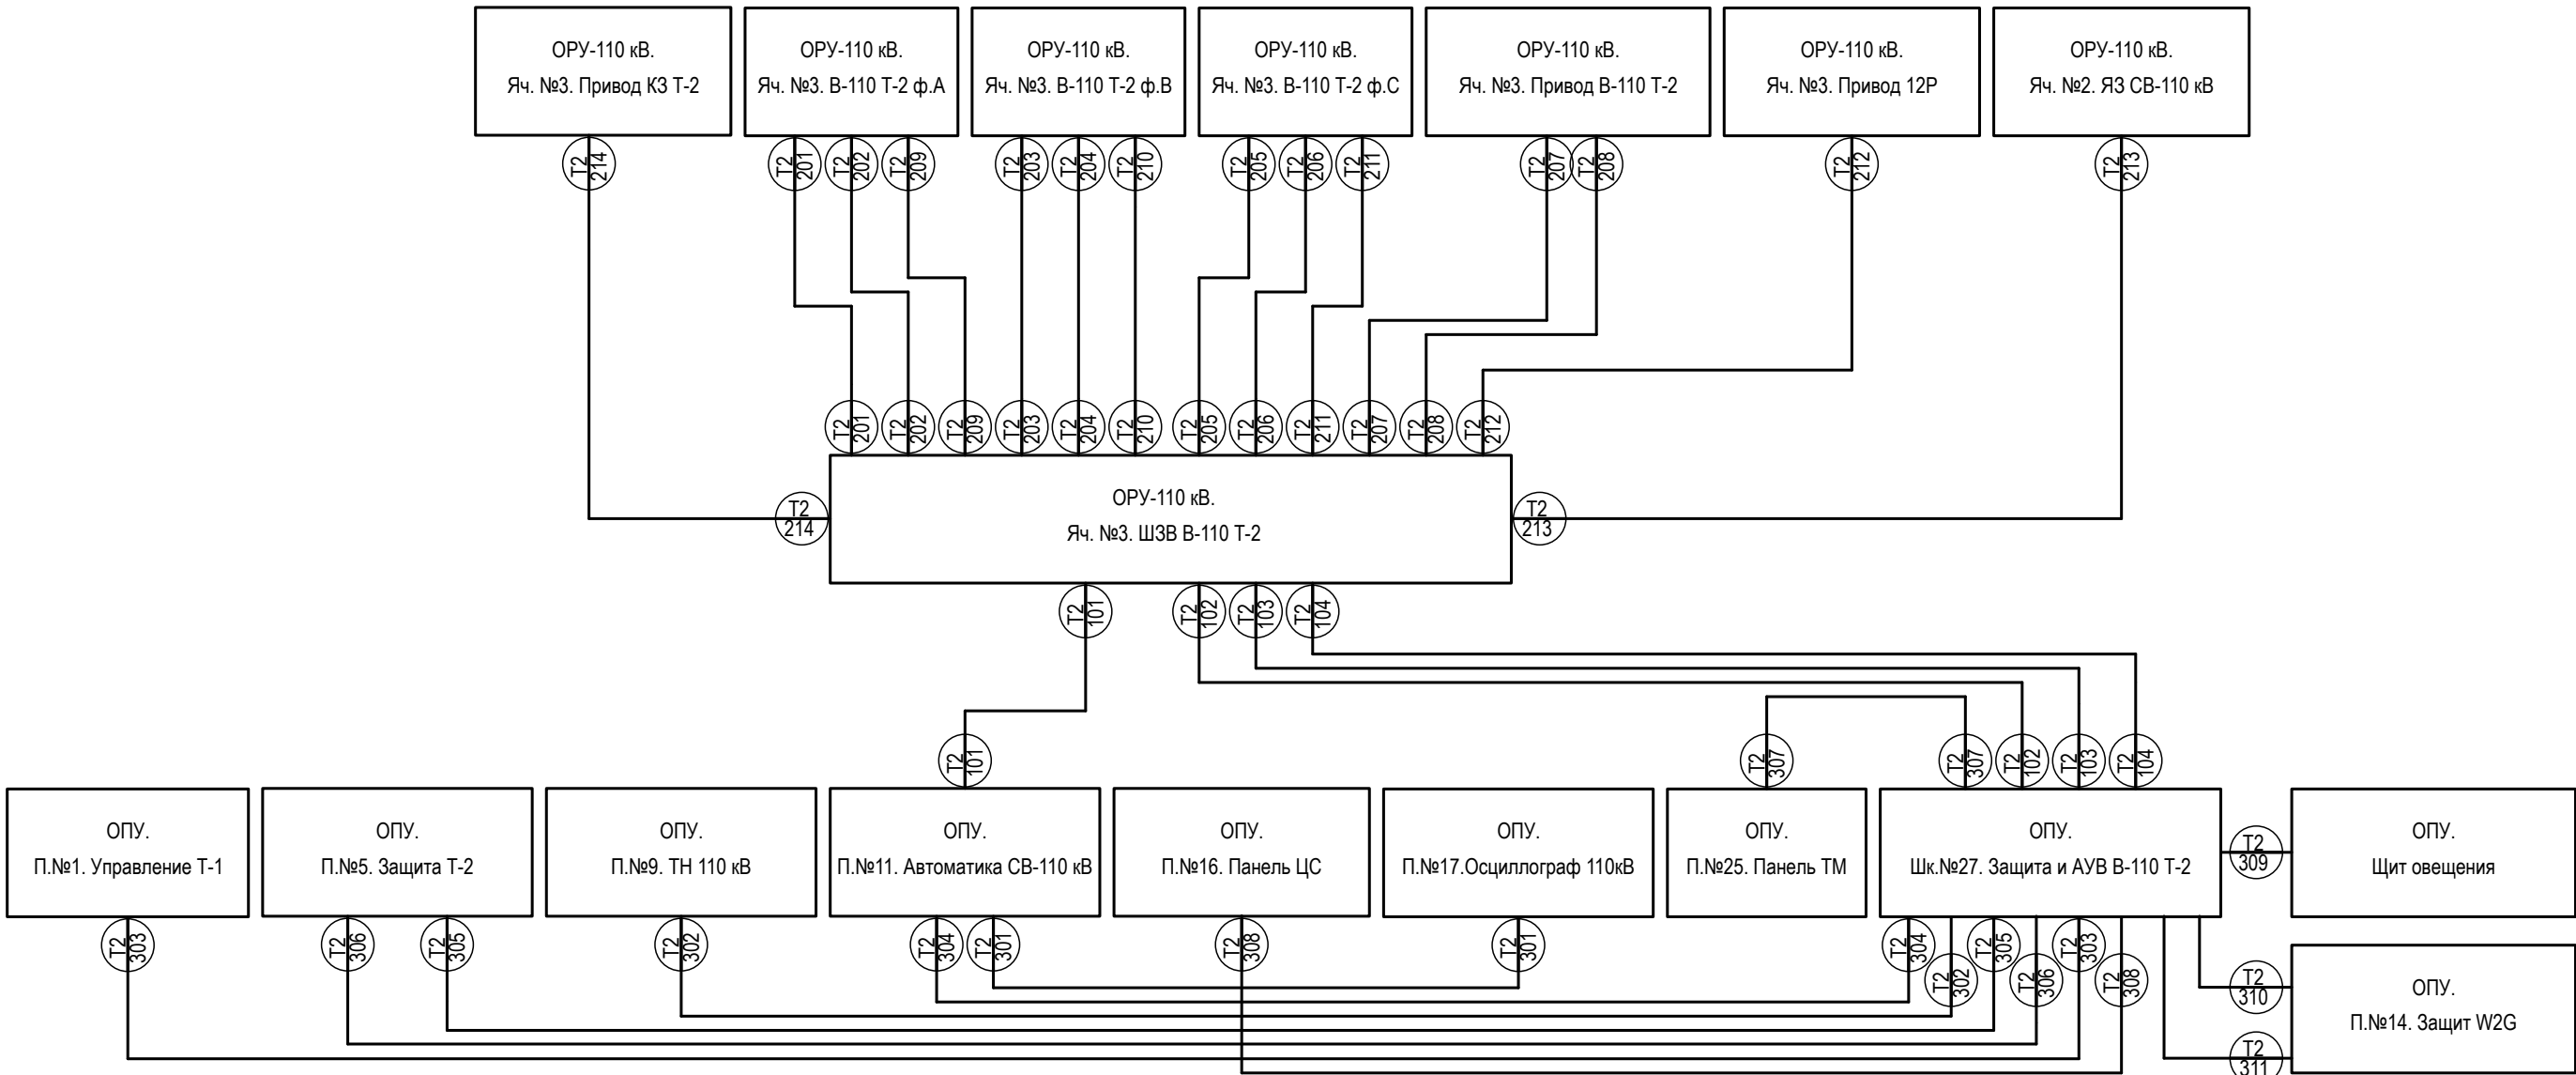 ОРУ-110 кВ.
Яч. №3. Привод КЗ Т-2
ОРУ-110 кВ.
Яч. №3. В-110 Т-2 ф.А
ОРУ-110 кВ.
Яч. №3. В-110 Т-2 ф.В
ОРУ-110 кВ.
Яч. №3. В-110 Т-2 ф.С
ОРУ-110 кВ.
Яч. №3. Привод В-110 Т-2
ОРУ-110 кВ.
Яч. №3. Привод 12Р
ОРУ-110 кВ.
Яч. №2. ЯЗ СВ-110 кВ
Т2
214
Т2
201
Т2
202
Т2
209
Т2
203
Т2
204
Т2
210
Т2
205
Т2
206
Т2
211
Т2
207
Т2
208
Т2
212
Т2
213
Т2
201
Т2
202
Т2
209
Т2
203
Т2
204
Т2
210
Т2
205
Т2
206
Т2
211
Т2
207
Т2
208
Т2
212
Т2
214
ОРУ-110 кВ.
Яч. №3. ШЗВ В-110 Т-2
Т2
213
Т2
101
Т2
102
Т2
103
Т2
104
Т2
101
Т2
307
Т2
307
Т2
102
Т2
103
Т2
104
ОПУ.
П.№1. Управление Т-1
ОПУ.
П.№5. Защита Т-2
ОПУ.
П.№9. ТН 110 кВ
ОПУ.
П.№11. Автоматика СВ-110 кВ
ОПУ.
П.№16. Панель ЦС
ОПУ.
П.№17.Осциллограф 110кВ
ОПУ.
П.№25. Панель ТМ
ОПУ.
Шк.№27. Защита и АУВ В-110 Т-2
Т2
309
ОПУ.
Щит овещения
Т2
303
Т2
306
Т2
305
Т2
302
Т2
304
Т2
301
Т2
308
Т2
301
Т2
304
Т2
302
Т2
305
Т2
306
Т2
303
Т2
308
Т2
310
ОПУ.
П.№14. Защит W2G
Т2
311